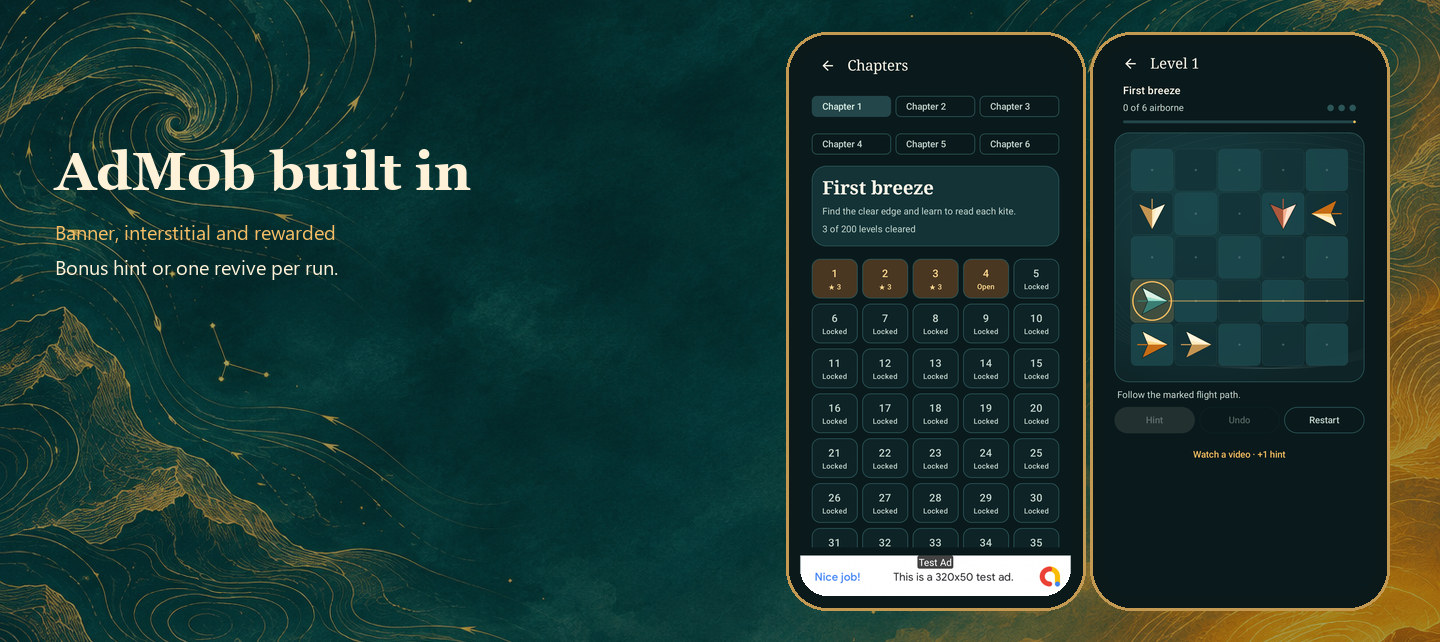 AdMob built in
Banner, interstitial and rewarded
Bonus hint or one revive per run.
Chapters
Chapter 1 Chapter 2 Chapter 3
Chapter 4 Chapter 5 Chapter 6
First breeze
Find the clear edge and learn to read each kite.
3 of 200 levels cleared
1 2 3 4 5
★ 3 ★ 3 ★ 3 Open Locked
6 7 8 9 10
Locked Locked Locked Locked Locked
11 12 13 14 15
Locked Locked Locked Locked Locked
16 17 18 19 20
Locked Locked Locked Locked Locked
21 22 23 24 25
Locked Locked Locked Locked Locked
26 27 28 29 30
Locked Locked Locked Locked Locked
31 32 33 34 35
Test Ad
Nice job! This is a 320x50 test ad.
Level 1
First breeze
0 of 6 airborne
Follow the marked flight path.
Hint Undo Restart
Watch a video · +1 hint